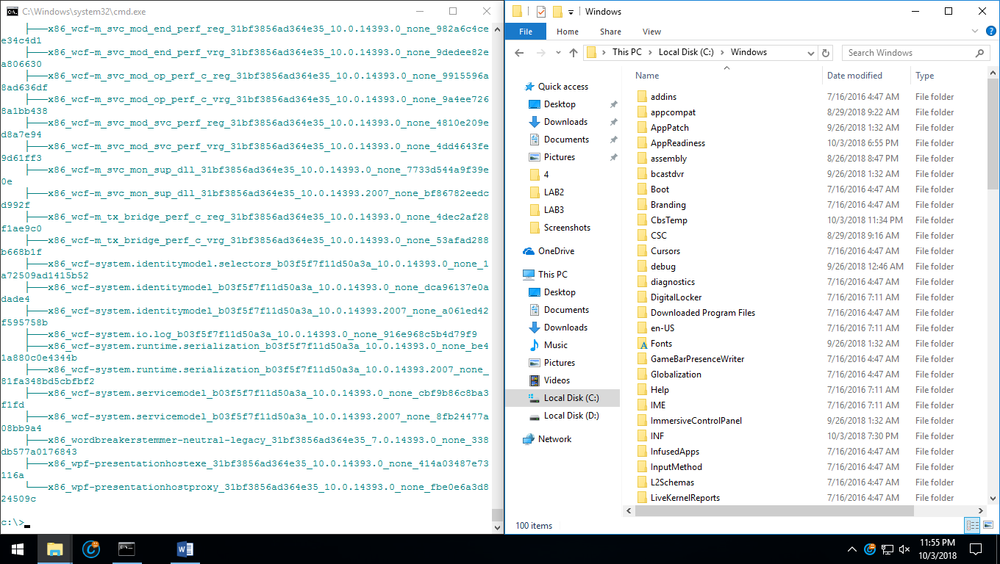 C:\Windows\system32\cmd.exe
├───x86_wcf-m_svc_mod_end_perf_reg_31bf3856ad364e35_10.0.14393.0_none_982a6c4ce
e34c4d1
├───x86_wcf-m_svc_mod_end_perf_vrg_31bf3856ad364e35_10.0.14393.0_none_9dedee82e
a806630
├───x86_wcf-m_svc_mod_op_perf_c_reg_31bf3856ad364e35_10.0.14393.0_none_9915596a
8ad636df
├───x86_wcf-m_svc_mod_op_perf_c_vrg_31bf3856ad364e35_10.0.14393.0_none_9a4ee726
8a1bb438
├───x86_wcf-m_svc_mod_svc_perf_reg_31bf3856ad364e35_10.0.14393.0_none_4810e209e
d8a7e94
├───x86_wcf-m_svc_mod_svc_perf_vrg_31bf3856ad364e35_10.0.14393.0_none_4dd4643fe
9d61ff3
├───x86_wcf-m_svc_mon_sup_dll_31bf3856ad364e35_10.0.14393.0_none_7733d544a9f39e
0e
├───x86_wcf-m_svc_mon_sup_dll_31bf3856ad364e35_10.0.14393.2007_none_bf86782eedc
d992f
├───x86_wcf-m_tx_bridge_perf_c_reg_31bf3856ad364e35_10.0.14393.0_none_4dec2af28
f1ae9c0
├───x86_wcf-m_tx_bridge_perf_c_vrg_31bf3856ad364e35_10.0.14393.0_none_53afad288
b668b1f
├───x86_wcf-system.identitymodel.selectors_b03f5f7f11d50a3a_10.0.14393.0_none_1
a72509ad1415b52
├───x86_wcf-system.identitymodel_b03f5f7f11d50a3a_10.0.14393.0_none_dca96137e0a
dade4
├───x86_wcf-system.identitymodel_b03f5f7f11d50a3a_10.0.14393.2007_none_a061ed42
f595758b
├───x86_wcf-system.io.log_b03f5f7f11d50a3a_10.0.14393.0_none_916e968c5b4d79f9
├───x86_wcf-system.runtime.serialization_b03f5f7f11d50a3a_10.0.14393.0_none_be4
1a880c0e4344b
├───x86_wcf-system.runtime.serialization_b03f5f7f11d50a3a_10.0.14393.2007_none_
81fa348bd5cbfbf2
├───x86_wcf-system.servicemodel_b03f5f7f11d50a3a_10.0.14393.0_none_cbf9b86c8ba3
f1fd
├───x86_wcf-system.servicemodel_b03f5f7f11d50a3a_10.0.14393.2007_none_8fb24477a
08bb9a4
├───x86_wordbreakerstemmer-neutral-legacy_31bf3856ad364e35_7.0.14393.0_none_338
db577a0176843
├───x86_wpf-presentationhostexe_31bf3856ad364e35_10.0.14393.0_none_414a03487e73
116a
└───x86_wpf-presentationhostproxy_31bf3856ad364e35_10.0.14393.0_none_fbe0e6a3d8
24509c
c:\>
Windows
File Home Share View
This PC > Local Disk (C:) > Windows
Search Windows
Quick access
Desktop
Downloads
Documents
Pictures
4
LAB2
LAB3
Screenshots
OneDrive
This PC
Desktop
Documents
Downloads
Music
Pictures
Videos
Local Disk (C:)
Local Disk (D:)
Network
Name Date modified Type
addins 7/16/2016 4:47 AM File folder
appcompat 8/29/2018 9:22 AM File folder
AppPatch 9/26/2018 1:32 AM File folder
AppReadiness 10/3/2018 6:55 PM File folder
assembly 8/26/2018 8:47 PM File folder
bcastdvr 9/26/2018 1:32 AM File folder
Boot 7/16/2016 4:47 AM File folder
Branding 7/16/2016 4:47 AM File folder
CbsTemp 10/3/2018 11:34 PM File folder
CSC 8/29/2018 9:16 AM File folder
Cursors 7/16/2016 4:47 AM File folder
debug 9/26/2018 12:46 AM File folder
diagnostics 7/16/2016 4:47 AM File folder
DigitalLocker 7/16/2016 7:11 AM File folder
Downloaded Program Files 7/16/2016 4:47 AM File folder
en-US 7/16/2016 7:11 AM File folder
Fonts 9/26/2018 1:32 AM File folder
GameBarPresenceWriter 7/16/2016 4:47 AM File folder
Globalization 7/16/2016 4:47 AM File folder
Help 7/16/2016 7:11 AM File folder
IME 7/16/2016 7:11 AM File folder
ImmersiveControlPanel 9/26/2018 1:32 AM File folder
INF 10/3/2018 7:30 PM File folder
InfusedApps 7/16/2016 4:47 AM File folder
InputMethod 7/16/2016 4:47 AM File folder
L2Schemas 7/16/2016 4:47 AM File folder
LiveKernelReports 7/16/2016 4:47 AM File folder
100 items
11:55 PM
10/3/2018